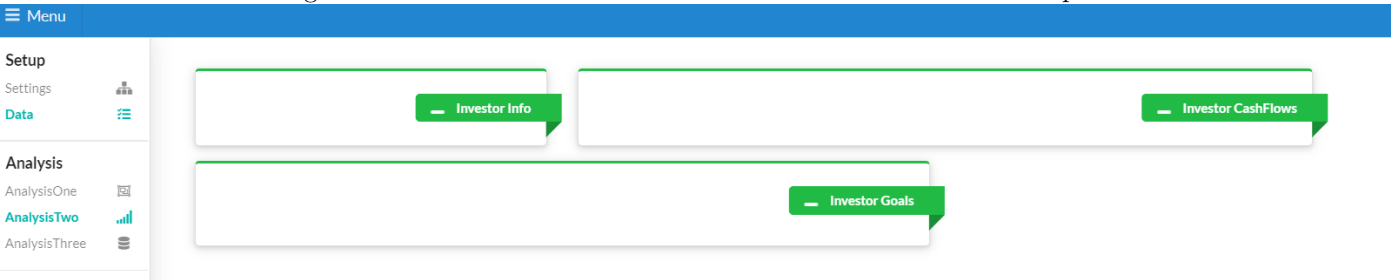 Menu
Setup
Settings
Data
Analysis
AnalysisOne
AnalysisTwo
AnalysisThree
Investor Info
Investor CashFlows
Investor Goals